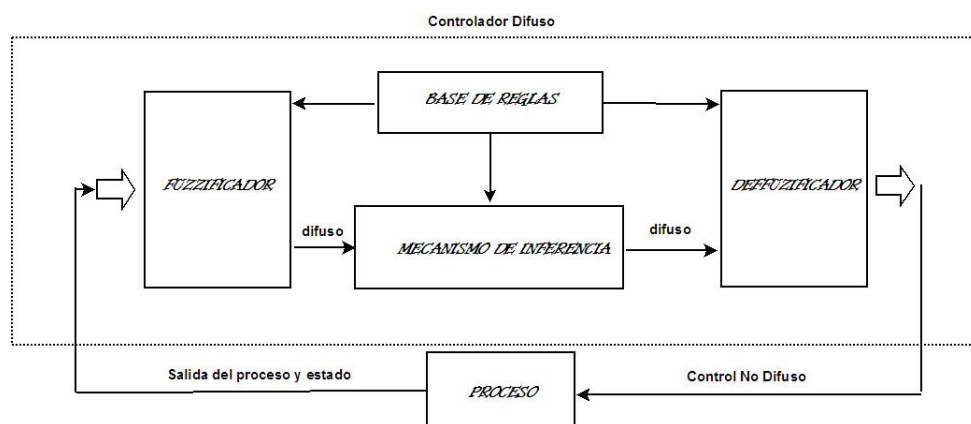 Controlador Difuso
BASE DE REGLAS
FUZZIFICADOR
DEFFUZIFICADOR
difuso
difuso
MECANISMO DE INFERENCIA
Salida del proceso y estado
Control No Difuso
PROCESO